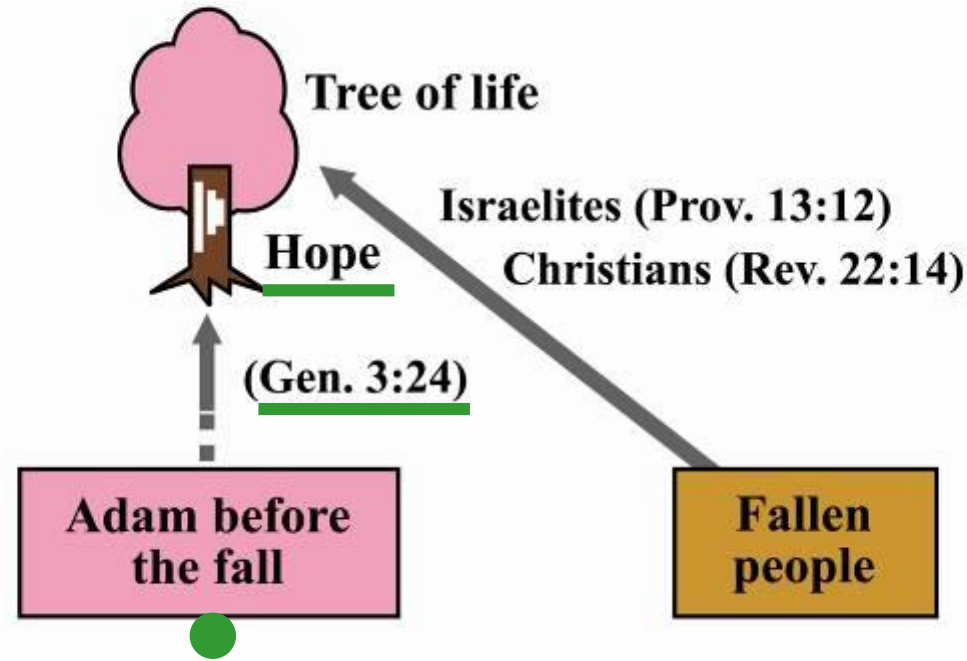 Tree of life
Israelites (Prov. 13:12)
Hope
Christians (Rev. 22:14)
(Gen. 3:24)
Adam before
the fall
Fallen
people